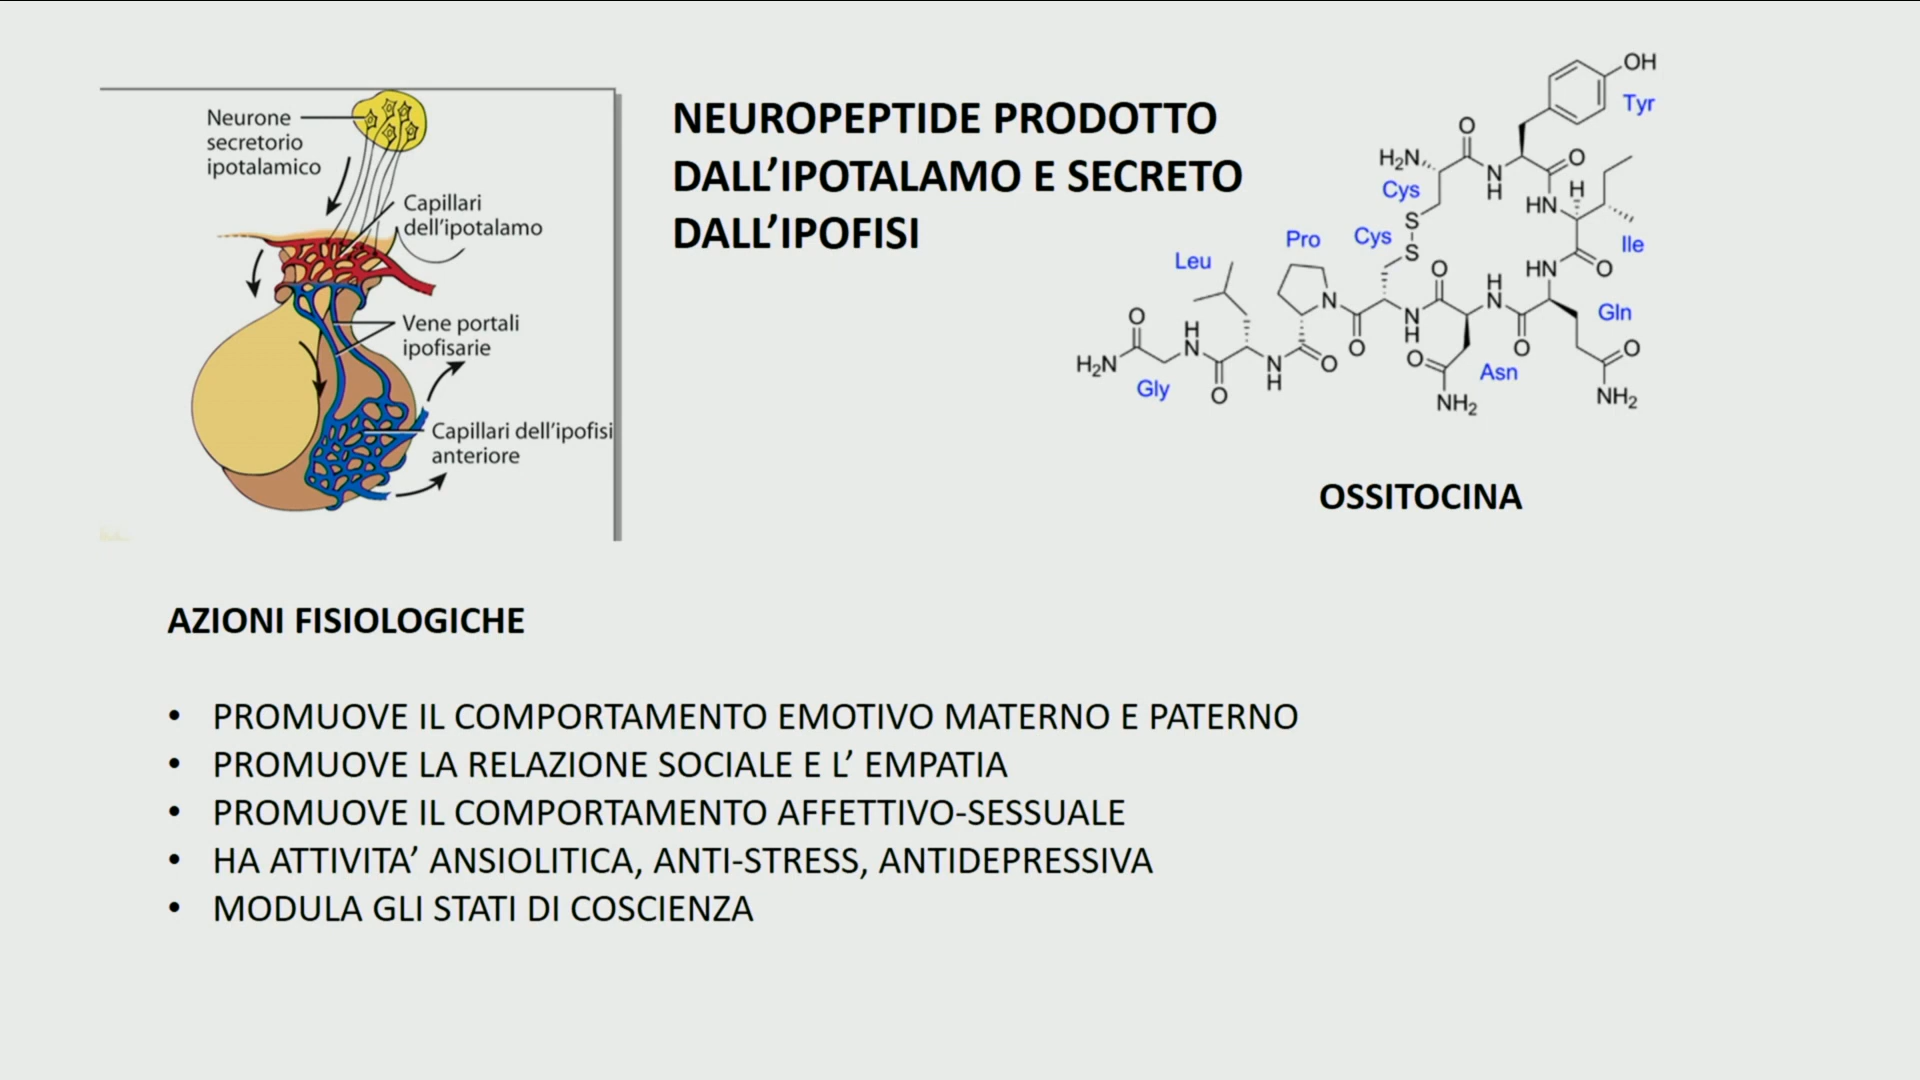 Neurone
secretorio
ipotalamico
Capillari
dell'ipotalamo
Vene portali
ipofisarie
Capillari dell'ipofisi
anteriore
NEUROPEPTIDE PRODOTTO
DALL'IPOTALAMO E SECRETO
DALL'IPOFISI
OH
Tyr
O
H₂N
Cys
N
H
O
HN
H
S
S
Cys
Ile
Pro
Leu
O
HN
O
H
N
Gln
N
O
N
H
O
O
H
N
O
Asn
O
H₂N
Gly
O
N
H
O
NH₂
NH₂
OSSITOCINA
AZIONI FISIOLOGICHE
• PROMUOVE IL COMPORTAMENTO EMOTIVO MATERNO E PATERNO
• PROMUOVE LA RELAZIONE SOCIALE E L' EMPATIA
• PROMUOVE IL COMPORTAMENTO AFFETTIVO-SESSUALE
• HA ATTIVITA' ANSIOLITICA, ANTI-STRESS, ANTIDEPRESSIVA
• MODULA GLI STATI DI COSCIENZA